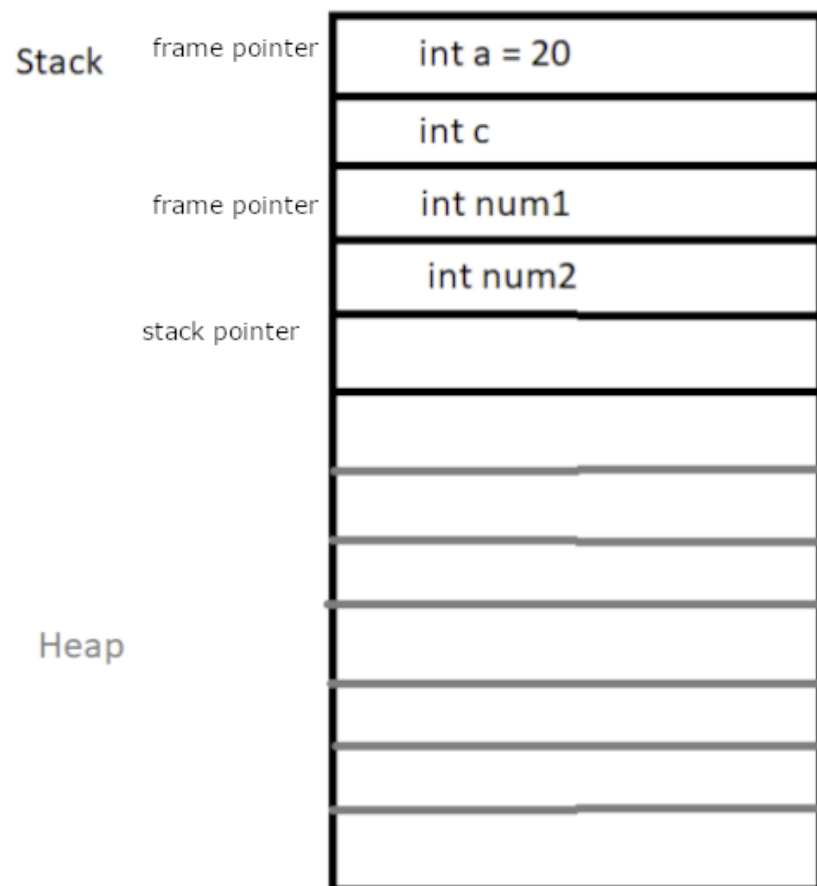 Stack
frame pointer
int a = 20
int c
frame pointer
int num1
int num2
stack pointer
Heap